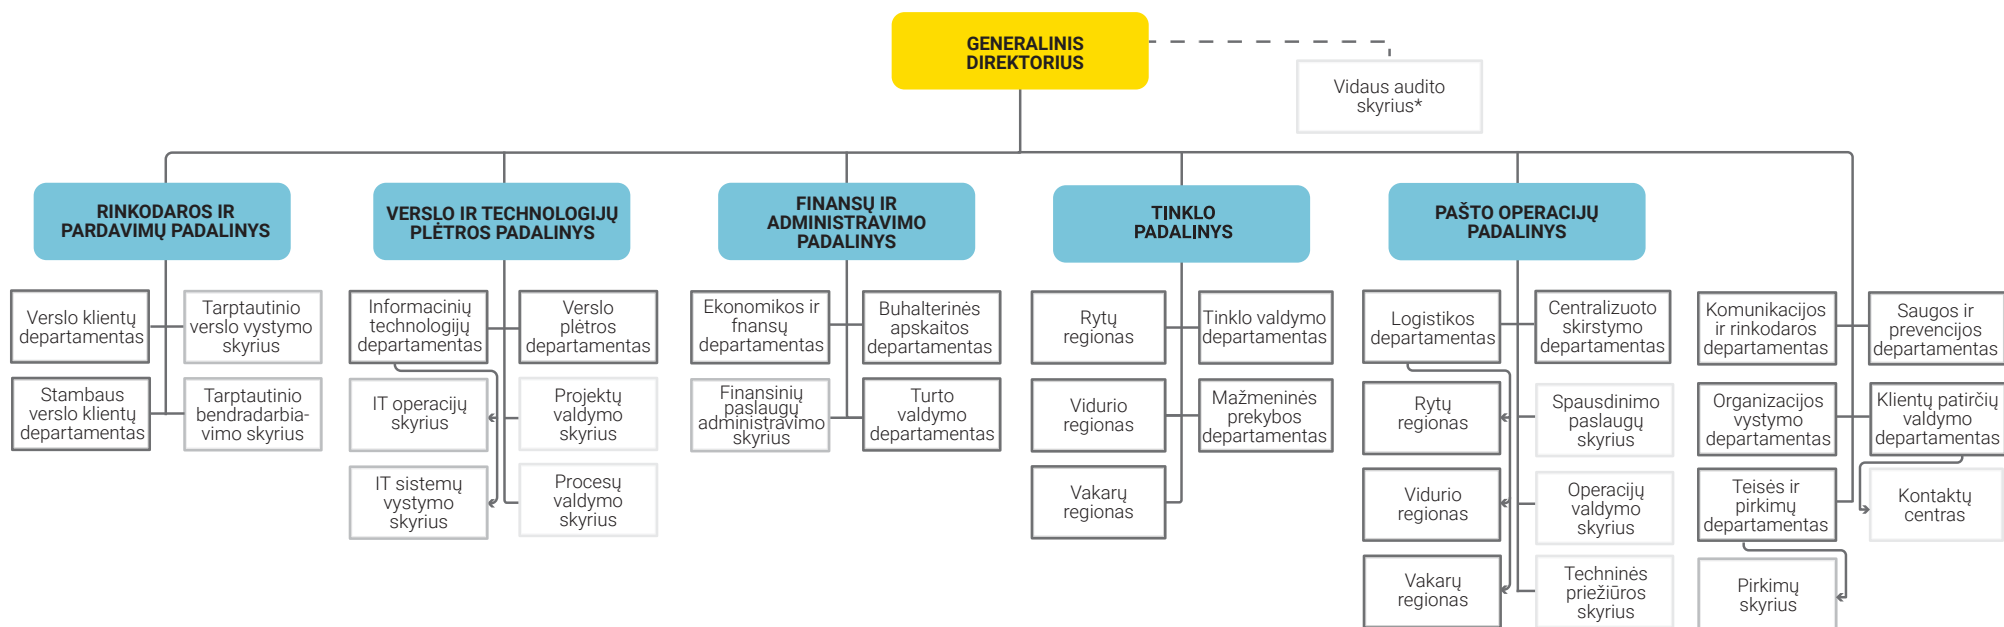 GENERALINIS
DIREKTORIUS
Vidaus audito
skyrius*
RINKODAROS IR
PARDAVIMŲ PADALINYS
VERSLO IR TECHNOLOGIJŲ
PLĖTROS PADALINYS
FINANSŲ IR
ADMINISTRAVIMO
PADALINYS
TINKLO
PADALINYS
PAŠTO OPERACIJŲ
PADALINYS
Verslo klientų
departamentas
Tarptautinio
verslo vystymo
skyrius
Stambaus
verslo klientų
departamentas
Tarptautinio
bendradarbia-
vimo skyrius
Informacinių
technologijų
departamentas
Verslo
plėtros
departamentas
IT operacijų
skyrius
Projektų
valdymo
skyrius
IT sistemų
vystymo
skyrius
Procesų
valdymo
skyrius
Ekonomikos ir
fnansų
departamentas
Buhalterinės
apskaitos
departamentas
Finansinių
paslaugų
administravimo
skyrius
Turto
valdymo
departamentas
Rytų
regionas
Tinklo valdymo
departamentas
Vidurio
regionas
Mažmeninės
prekybos
departamentas
Vakarų
regionas
Logistikos
departamentas
Centralizuoto
skirstymo
departamentas
Rytų
regionas
Spausdinimo
paslaugų
skyrius
Vidurio
regionas
Operacijų
valdymo
skyrius
Vakarų
regionas
Techninės
priežiūros
skyrius
Komunikacijos
ir rinkodaros
departamentas
Saugos ir
prevencijos
departamentas
Organizacijos
vystymo
departamentas
Klientų patirčių
valdymo
departamentas
Teisės ir
pirkimų
departamentas
Kontaktų
centras
Pirkimų
skyrius